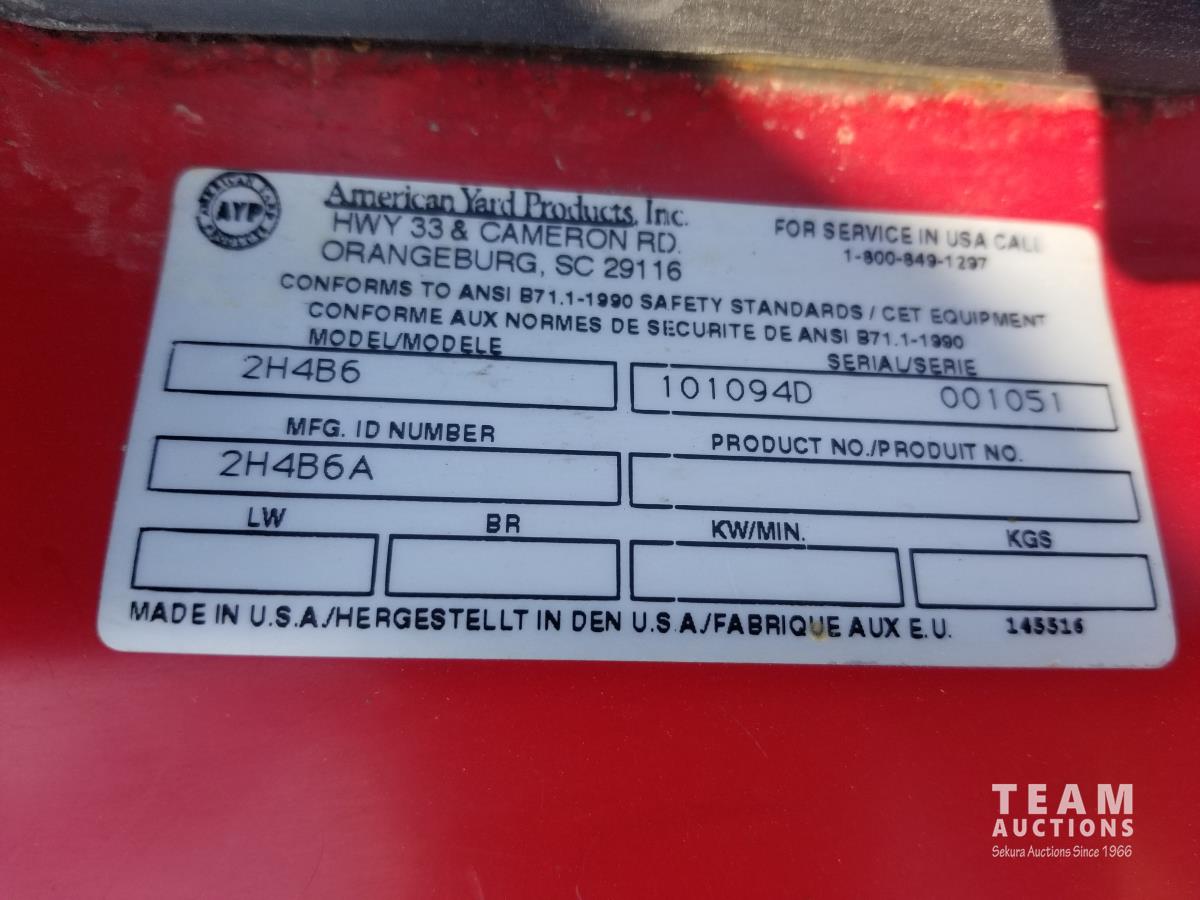 AMERICAN YARD PRODUCTS
AYP
American Yard Products, Inc.
HWY 33 & CAMERON RD.
ORANGEBURG, SC 29116
FOR SERVICE IN USA CALL
1-800-849-1297
CONFORMS TO ANSI B71.1-1990 SAFETY STANDARDS / CET EQUIPMENT
CONFORME AUX NORMES DE SECURITE DE ANSI B71.1-1990
MODEL/MODELE
SERIAL/SERIE
2H4B6
101094D 001051
MFG. ID NUMBER
PRODUCT NO./PRODUIT NO.
2H4B6A
LW BR KW/MIN. KGS
MADE IN U.S.A./HERGESTELLT IN DEN U.S.A./FABRIQUE AUX E.U. 145516
TEAM
AUCTIONS
Sekura Auctions Since 1966